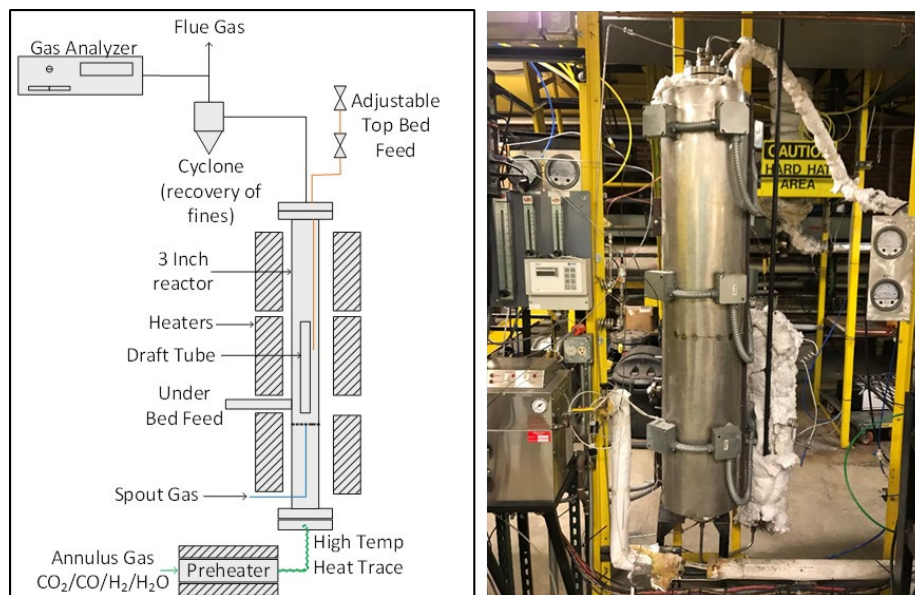 Flue Gas
Gas Analyzer
Adjustable
Top Bed
Feed
Cyclone
(recovery of
fines)
3 Inch
reactor
Heaters
Draft Tube
Under
Bed Feed
Spout Gas
High Temp
Heat Trace
Annulus Gas
CO₂/CO/H₂/H₂O
Preheater
CAUTION
HARD HAT
AREA